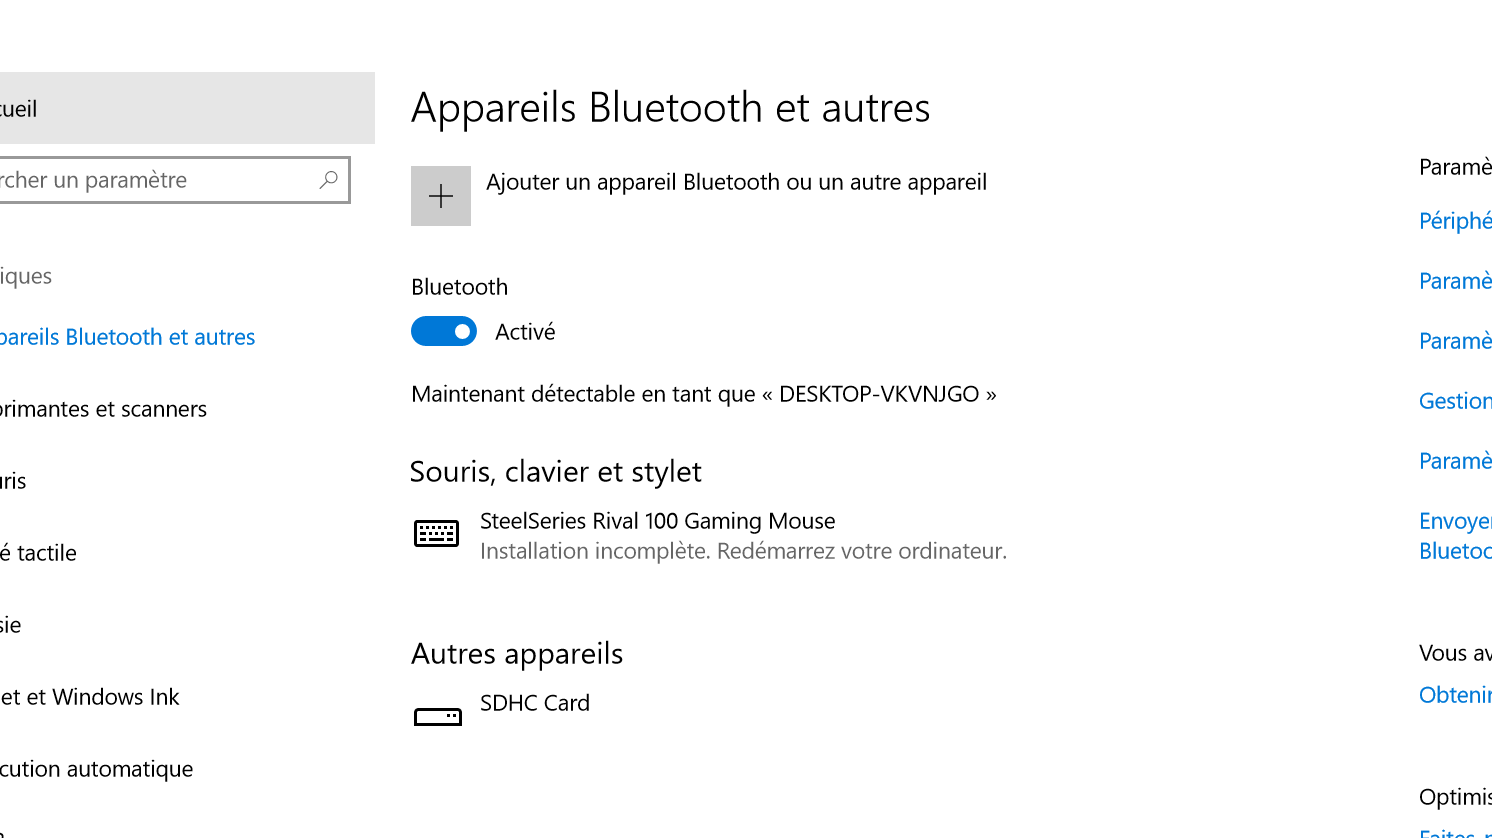 cueil
rcher un paramètre
iques
pareils Bluetooth et autres
primantes et scanners
uris
é tactile
sie
et et Windows Ink
cution automatique
Appareils Bluetooth et autres
Ajouter un appareil Bluetooth ou un autre appareil
Bluetooth
Activé
Maintenant détectable en tant que « DESKTOP-VKVNJGO »
Souris, clavier et stylet
SteelSeries Rival 100 Gaming Mouse
Installation incomplète. Redémarrez votre ordinateur.
Autres appareils
SDHC Card
Paramè
Périphé
Paramè
Paramè
Gestion
Paramè
Envoyer
Bluetoo
Vous av
Obtenir
Optimis